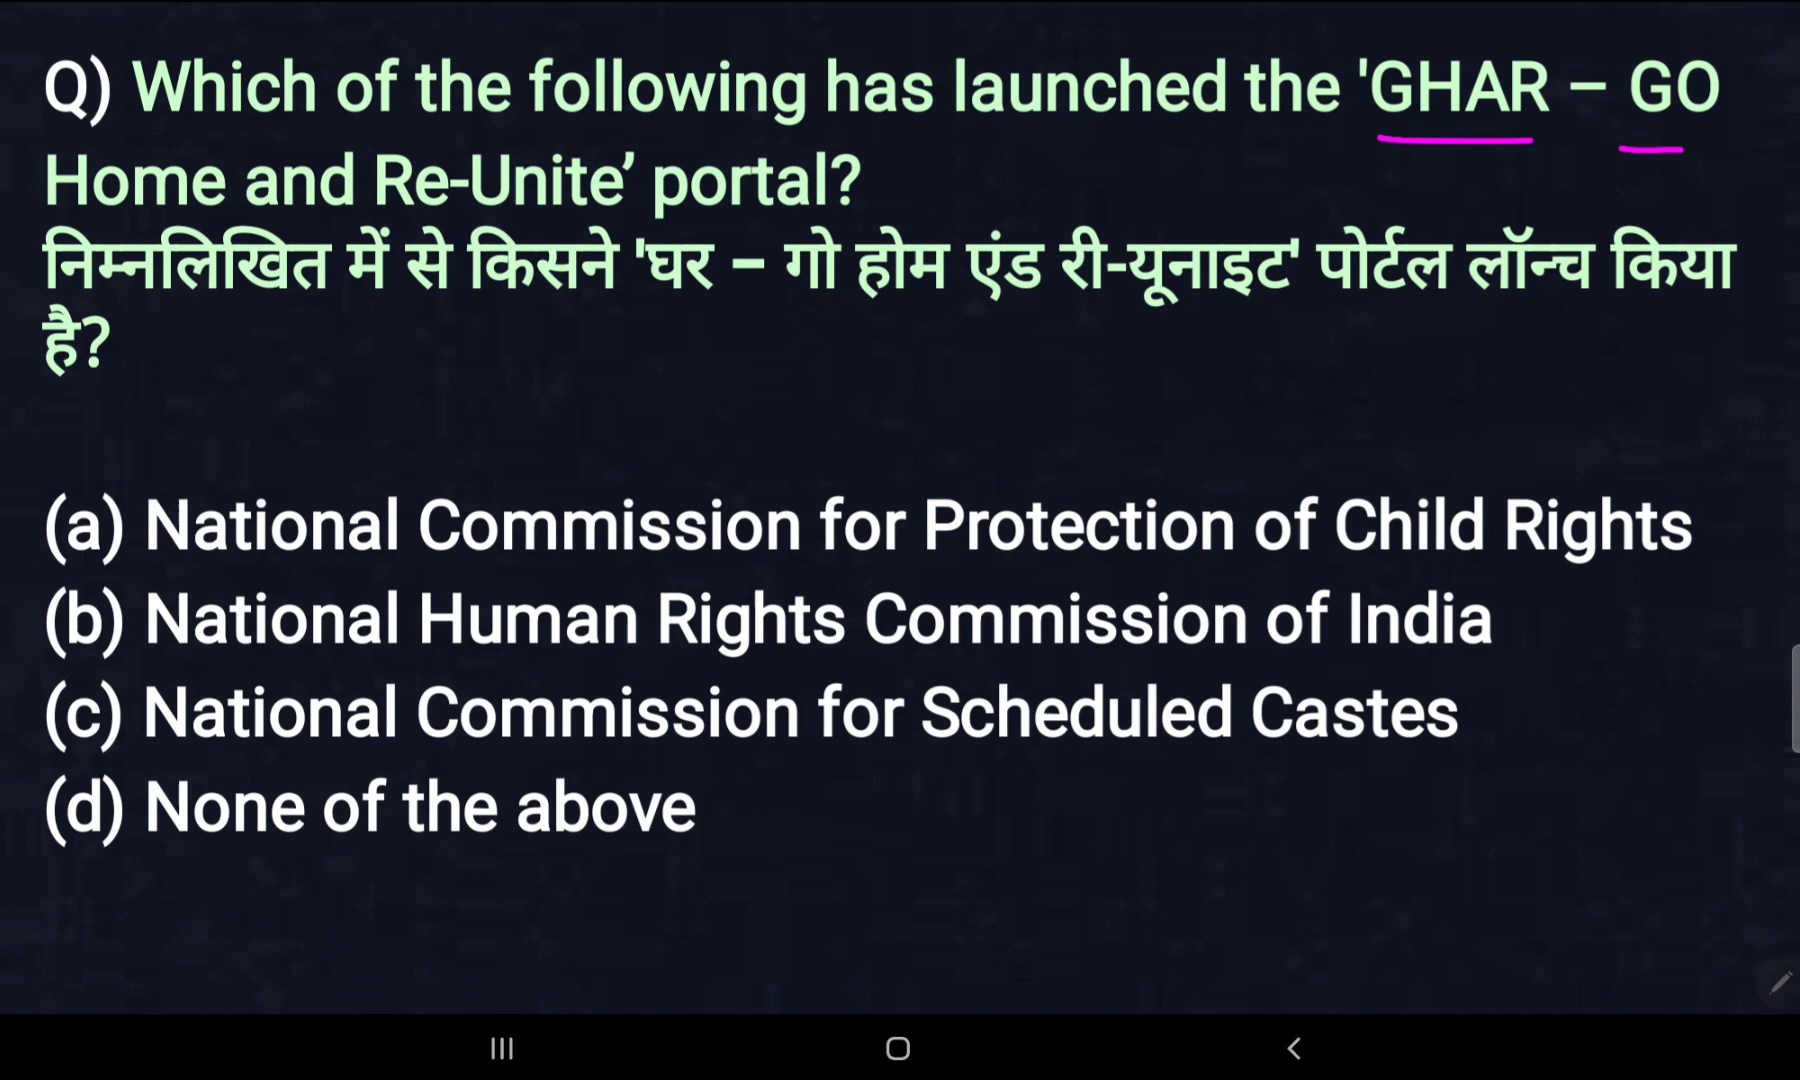 Q) Which of the following has launched the 'GHAR – GO
Home and Re-Unite’ portal?
निम्नलिखित में से किसने 'घर – गो होम एंड री-यूनाइट' पोर्टल लॉन्च किया
है?
(a) National Commission for Protection of Child Rights
(b) National Human Rights Commission of India
(c) National Commission for Scheduled Castes
(d) None of the above